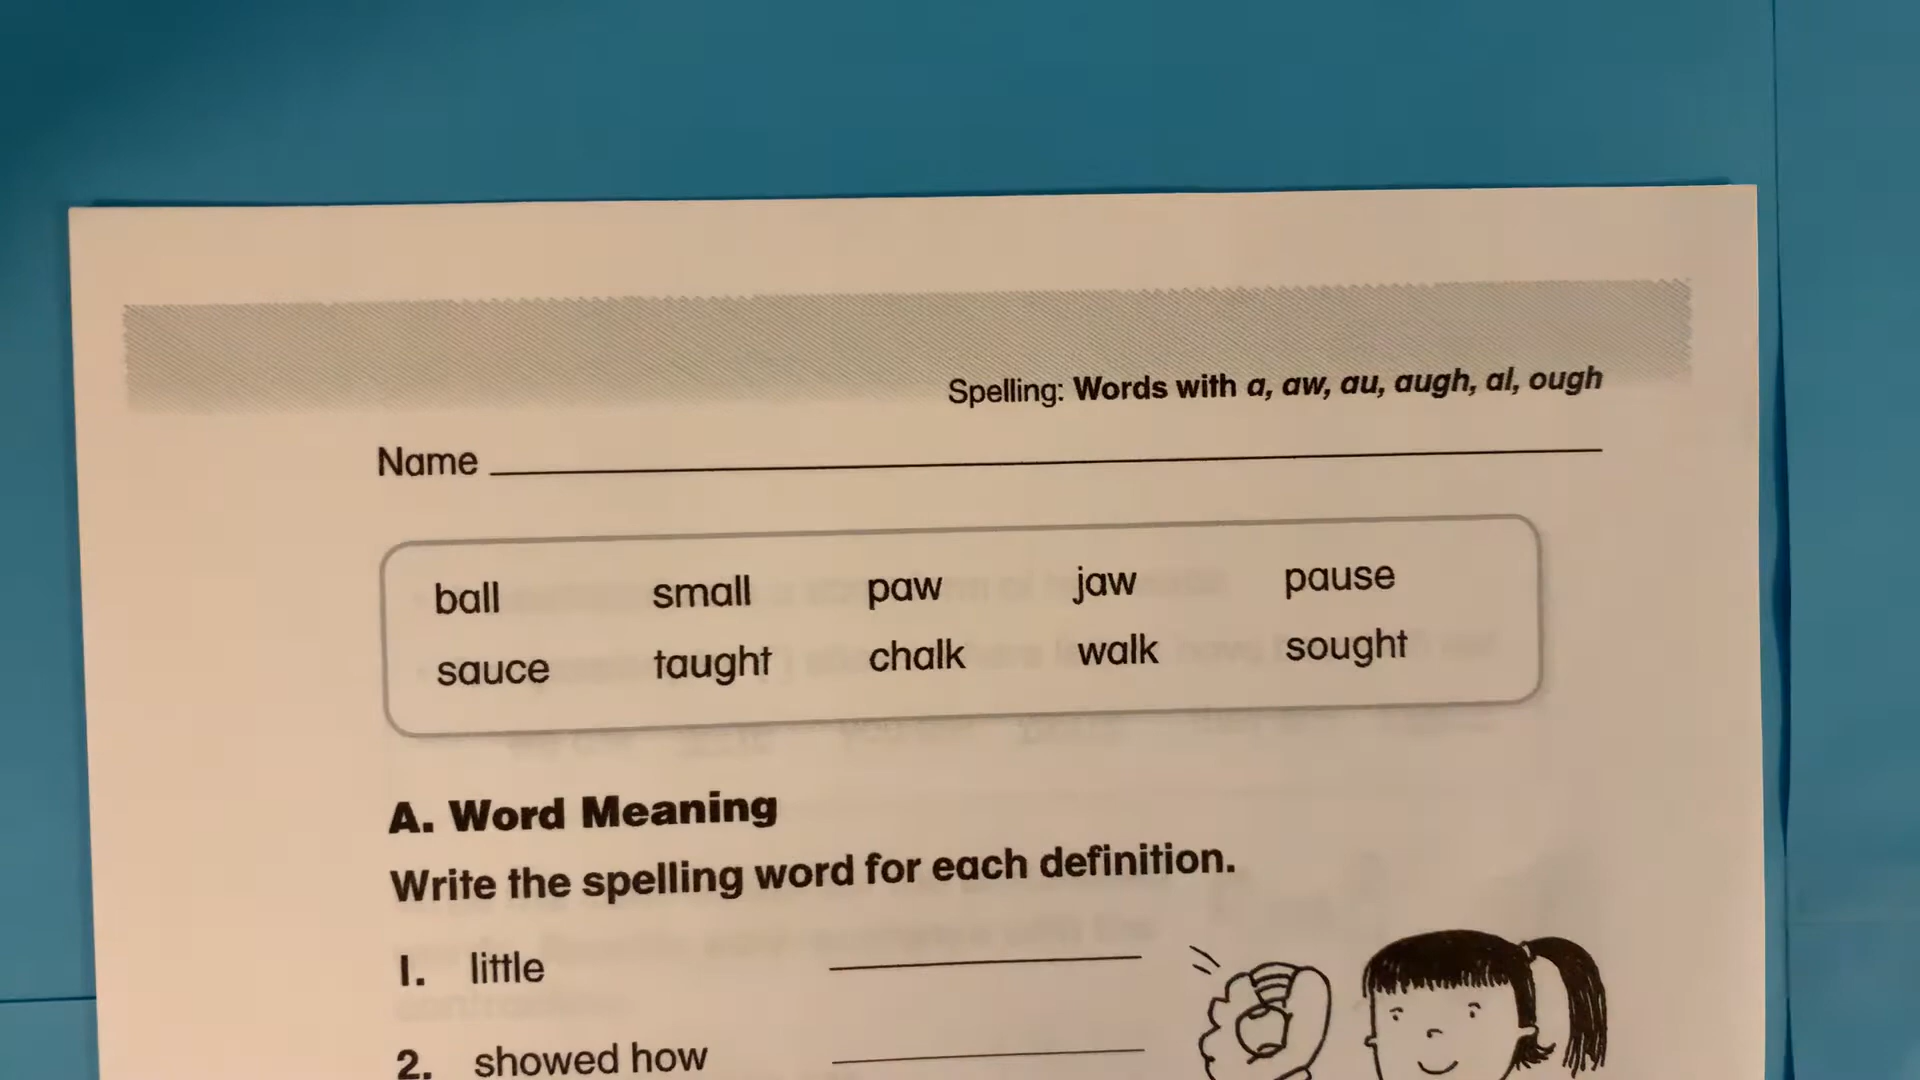 Spelling: Words with a, aw, au, augh, al, ough
Name
ball small paw jaw pause
sauce taught chalk walk sought
A. Word Meaning
Write the spelling word for each definition.
1. little
2. showed how